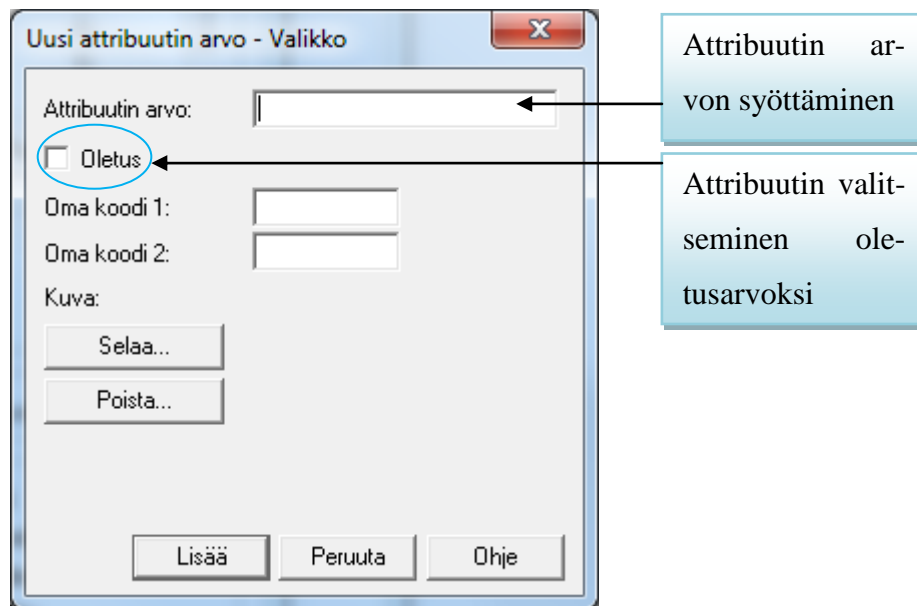 Uusi attribuutin arvo - Valikko
Attribuutin arvo:
Oletus
Oma koodi 1:
Oma koodi 2:
Kuva:
Selaa...
Poista...
Lisää Peruuta Ohje
Attribuutin ar-
von syöttäminen
Attribuutin valit-
seminen ole-
tusarvoksi